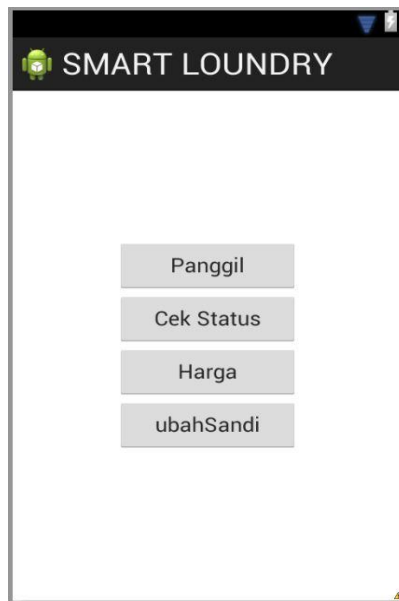 SMART LOUNDRY
Panggil
Cek Status
Harga
ubahSandi